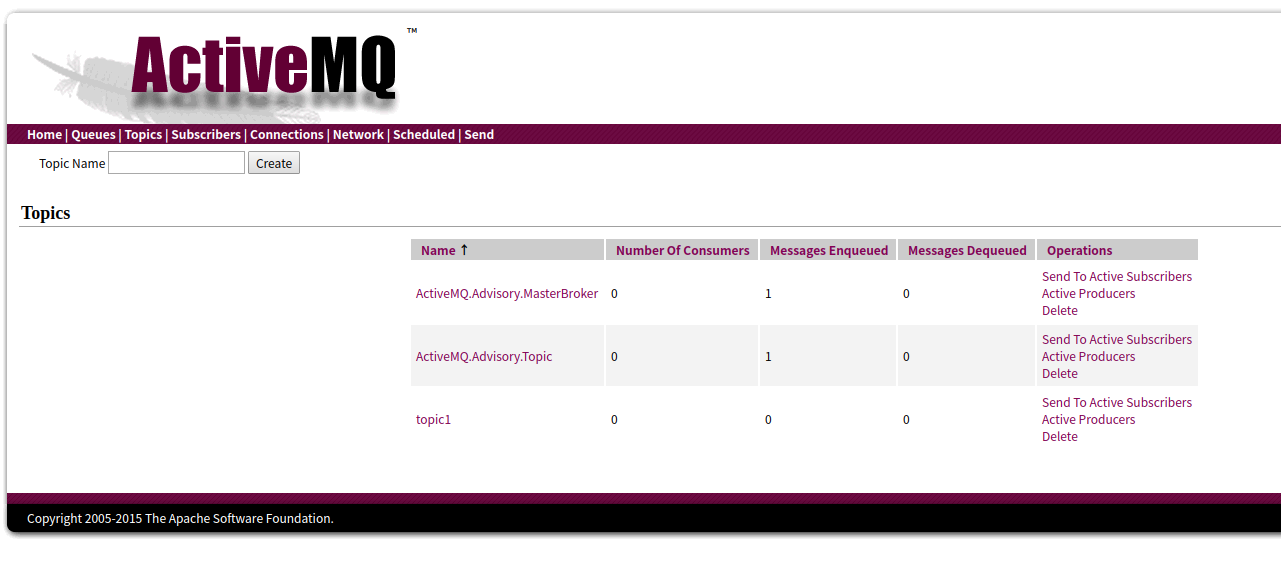 ActiveMQ™
Home | Queues | Topics | Subscribers | Connections | Network | Scheduled | Send
Topic Name Create
Topics
Name ↑ Number Of Consumers Messages Enqueued Messages Dequeued Operations
Send To Active Subscribers
ActiveMQ.Advisory.MasterBroker 0 1 0 Active Producers
Delete
Send To Active Subscribers
ActiveMQ.Advisory.Topic 0 1 0 Active Producers
Delete
Send To Active Subscribers
topic1 0 0 0 Active Producers
Delete
Copyright 2005-2015 The Apache Software Foundation.